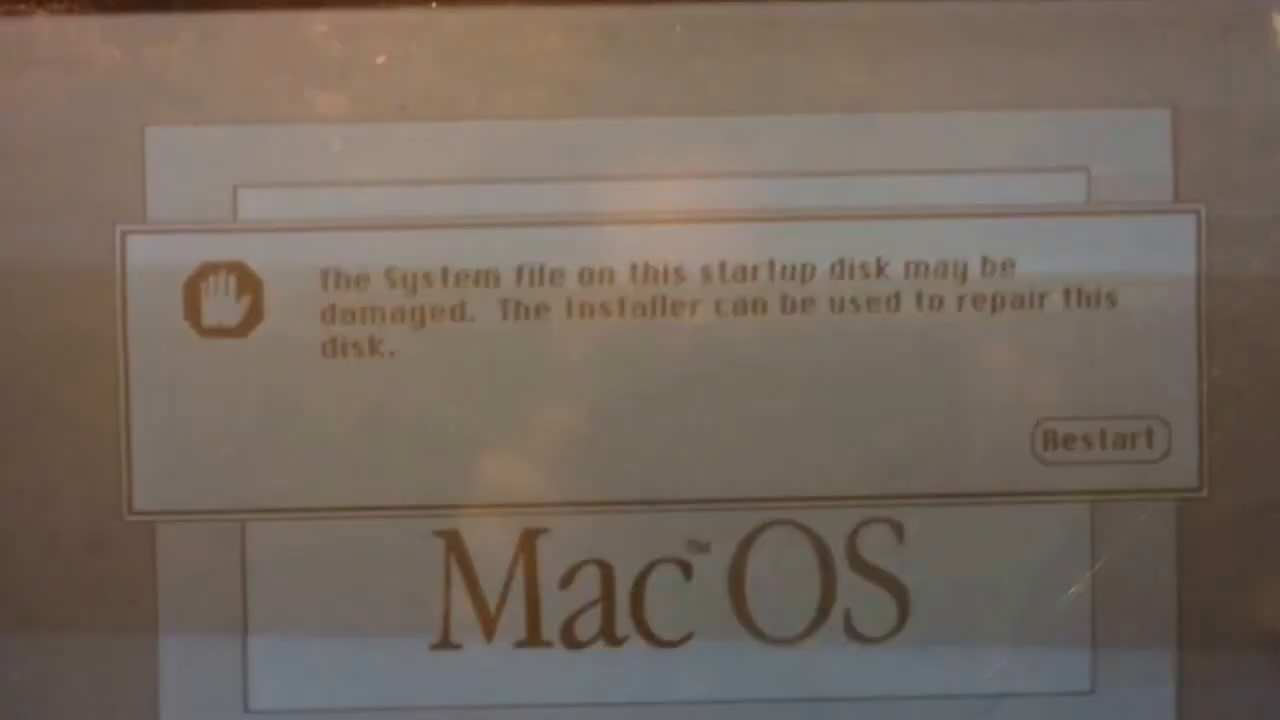 The System file on this startup disk may be
damaged. The Installer can be used to repair this
disk.
Restart
Mac™ OS